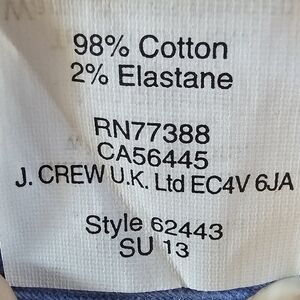 98% Cotton
2% Elastane
RN77388
CA56445
J. CREW U.K. Ltd EC4V 6JA
Style 62443
SU 13